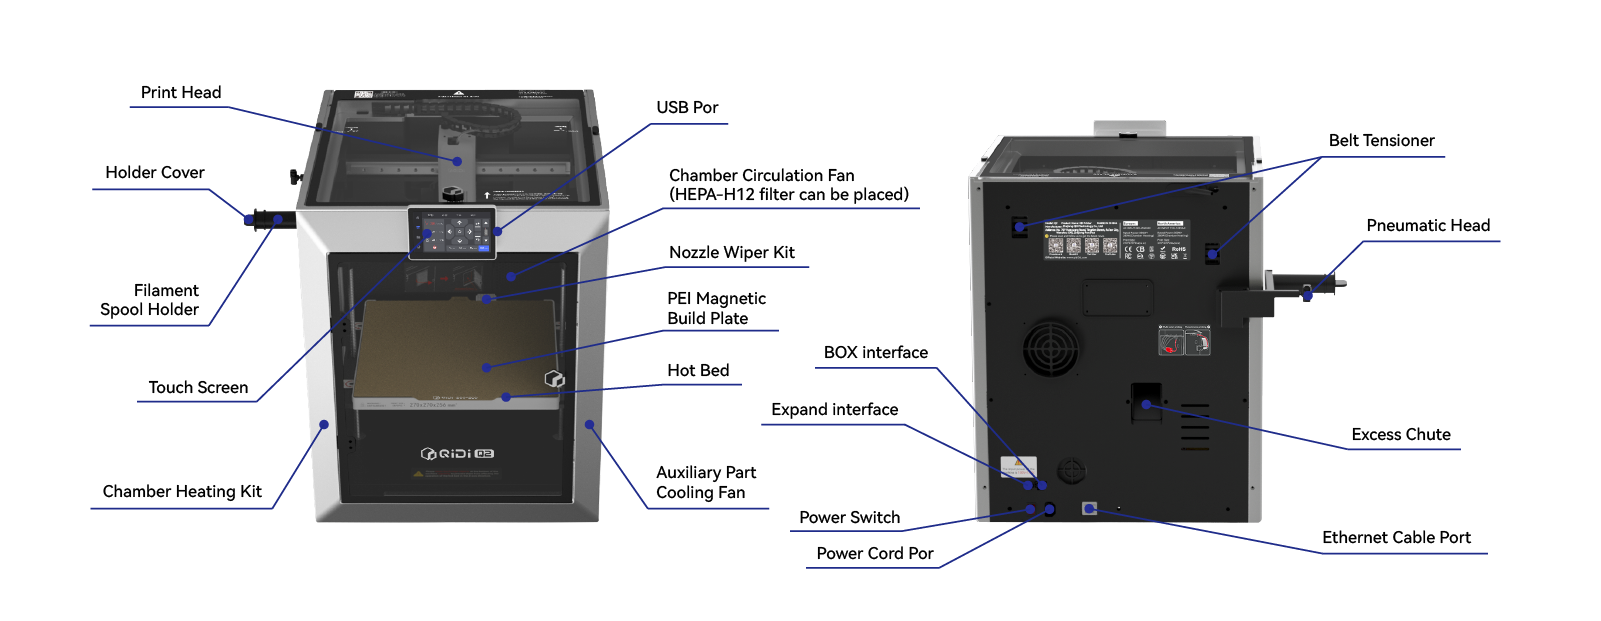 Print Head
USB Por
Holder Cover
Chamber Circulation Fan
(HEPA-H12 filter can be placed)
Nozzle Wiper Kit
Filament
Spool Holder
PEI Magnetic
Build Plate
Touch Screen
Hot Bed
QIDI Q2
Chamber Heating Kit
Auxiliary Part
Cooling Fan
Belt Tensioner
Pneumatic Head
RoHS
BOX interface
Expand interface
Excess Chute
Power Switch
Power Cord Por
Ethernet Cable Port